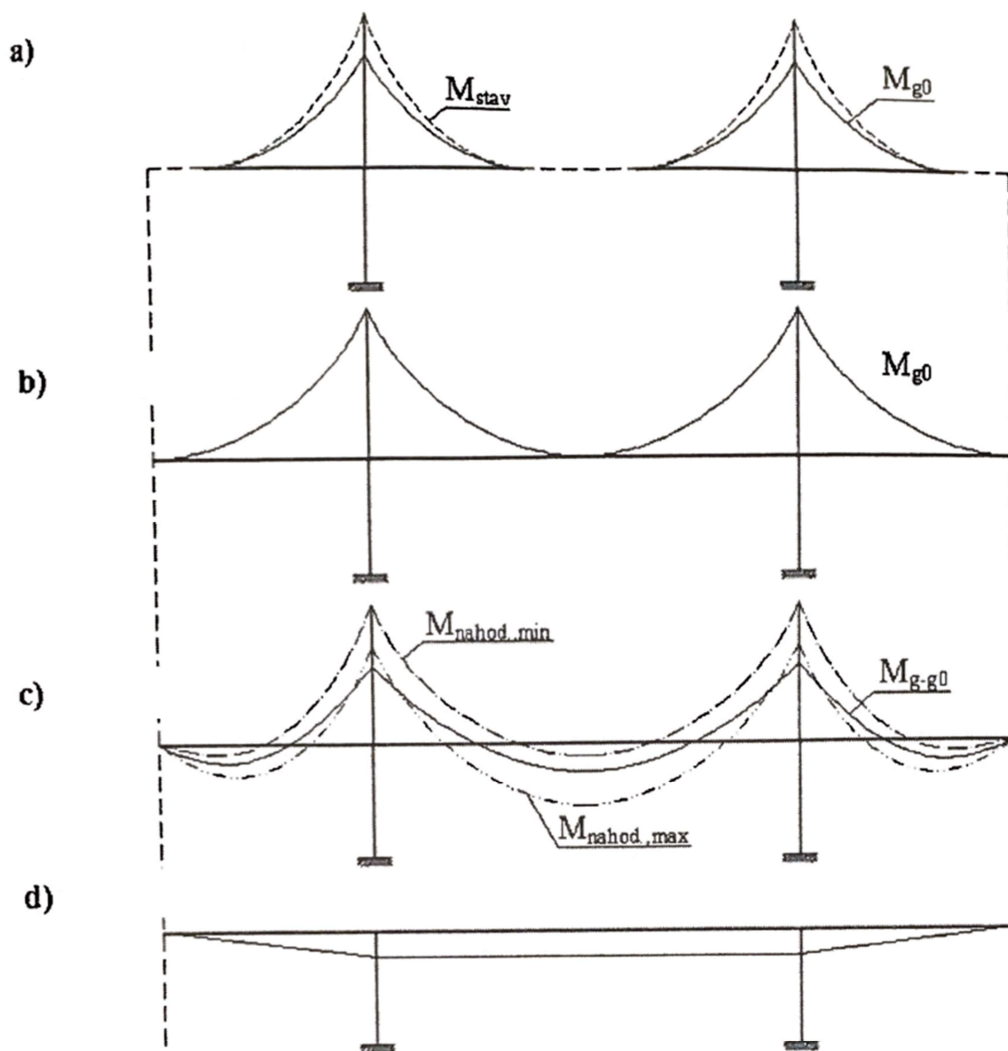 a)
M_stav
M_g0
b)
M_g0
M_nahod.,min
c)
M_g-g0
M_nahod.,max
d)